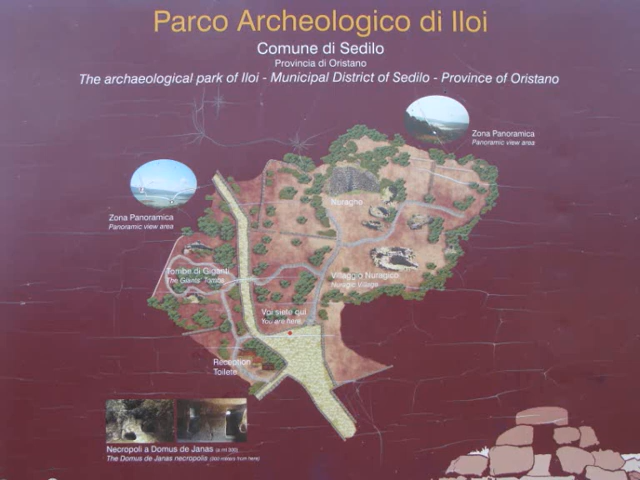 Parco Archeologico di Iloi
Comune di Sedilo
Provincia di Oristano
The archaeological park of Iloi - Municipal District of Sedilo - Province of Oristano
Zona Panoramica
Panoramic view area
Zona Panoramica
Panoramic view area
Nuraghe
Tombe di Giganti
The Giants' Tombs
Villaggio Nuragico
Nuragic Village
Voi siete qui
You are here
Reception
Toilete
Necropoli a Domus de Janas
The Domus de Janas necropolis